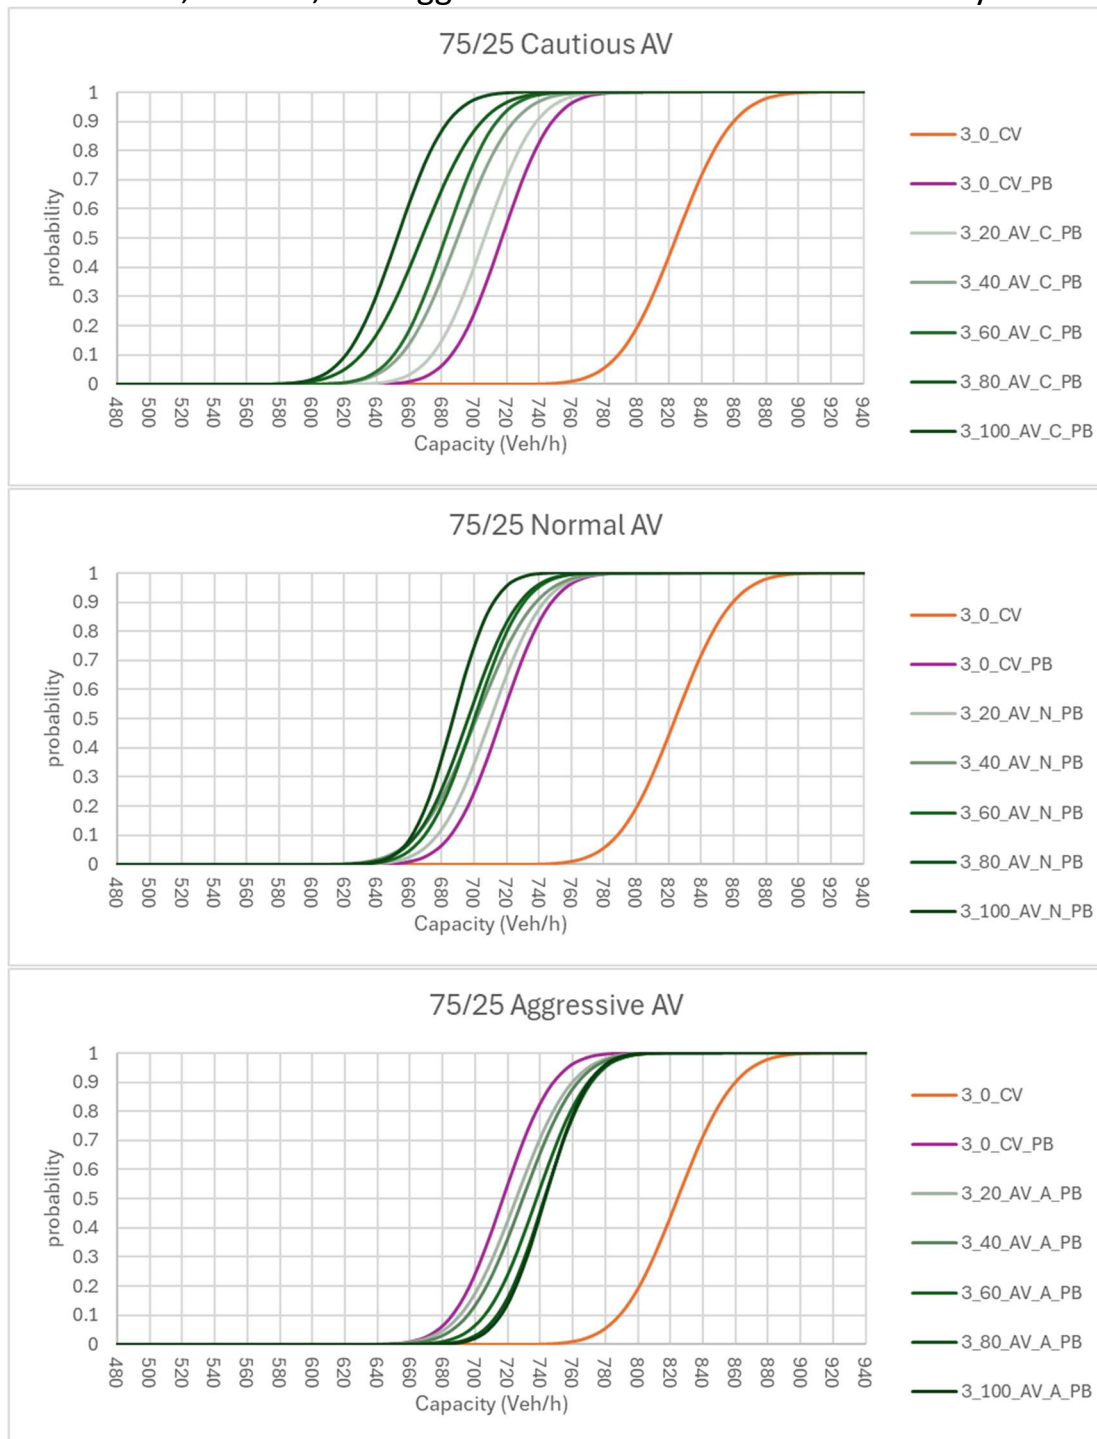 75/25 Cautious AV
1
0.9
0.8
0.7
0.6
0.5
0.4
0.3
0.2
0.1
0
probability
480 500 520 540 560 580 600 620 640 660 680 700 720 740 760 780 800 820 840 860 880 900 920 940
Capacity (Veh/h)
3_0_CV
3_0_CV_PB
3_20_AV_C_PB
3_40_AV_C_PB
3_60_AV_C_PB
3_80_AV_C_PB
3_100_AV_C_PB
75/25 Normal AV
1
0.9
0.8
0.7
0.6
0.5
0.4
0.3
0.2
0.1
0
probability
480 500 520 540 560 580 600 620 640 660 680 700 720 740 760 780 800 820 840 860 880 900 920 940
Capacity (Veh/h)
3_0_CV
3_0_CV_PB
3_20_AV_N_PB
3_40_AV_N_PB
3_60_AV_N_PB
3_80_AV_N_PB
3_100_AV_N_PB
75/25 Aggressive AV
1
0.9
0.8
0.7
0.6
0.5
0.4
0.3
0.2
0.1
0
probability
480 500 520 540 560 580 600 620 640 660 680 700 720 740 760 780 800 820 840 860 880 900 920 940
Capacity (Veh/h)
3_0_CV
3_0_CV_PB
3_20_AV_A_PB
3_40_AV_A_PB
3_60_AV_A_PB
3_80_AV_A_PB
3_100_AV_A_PB